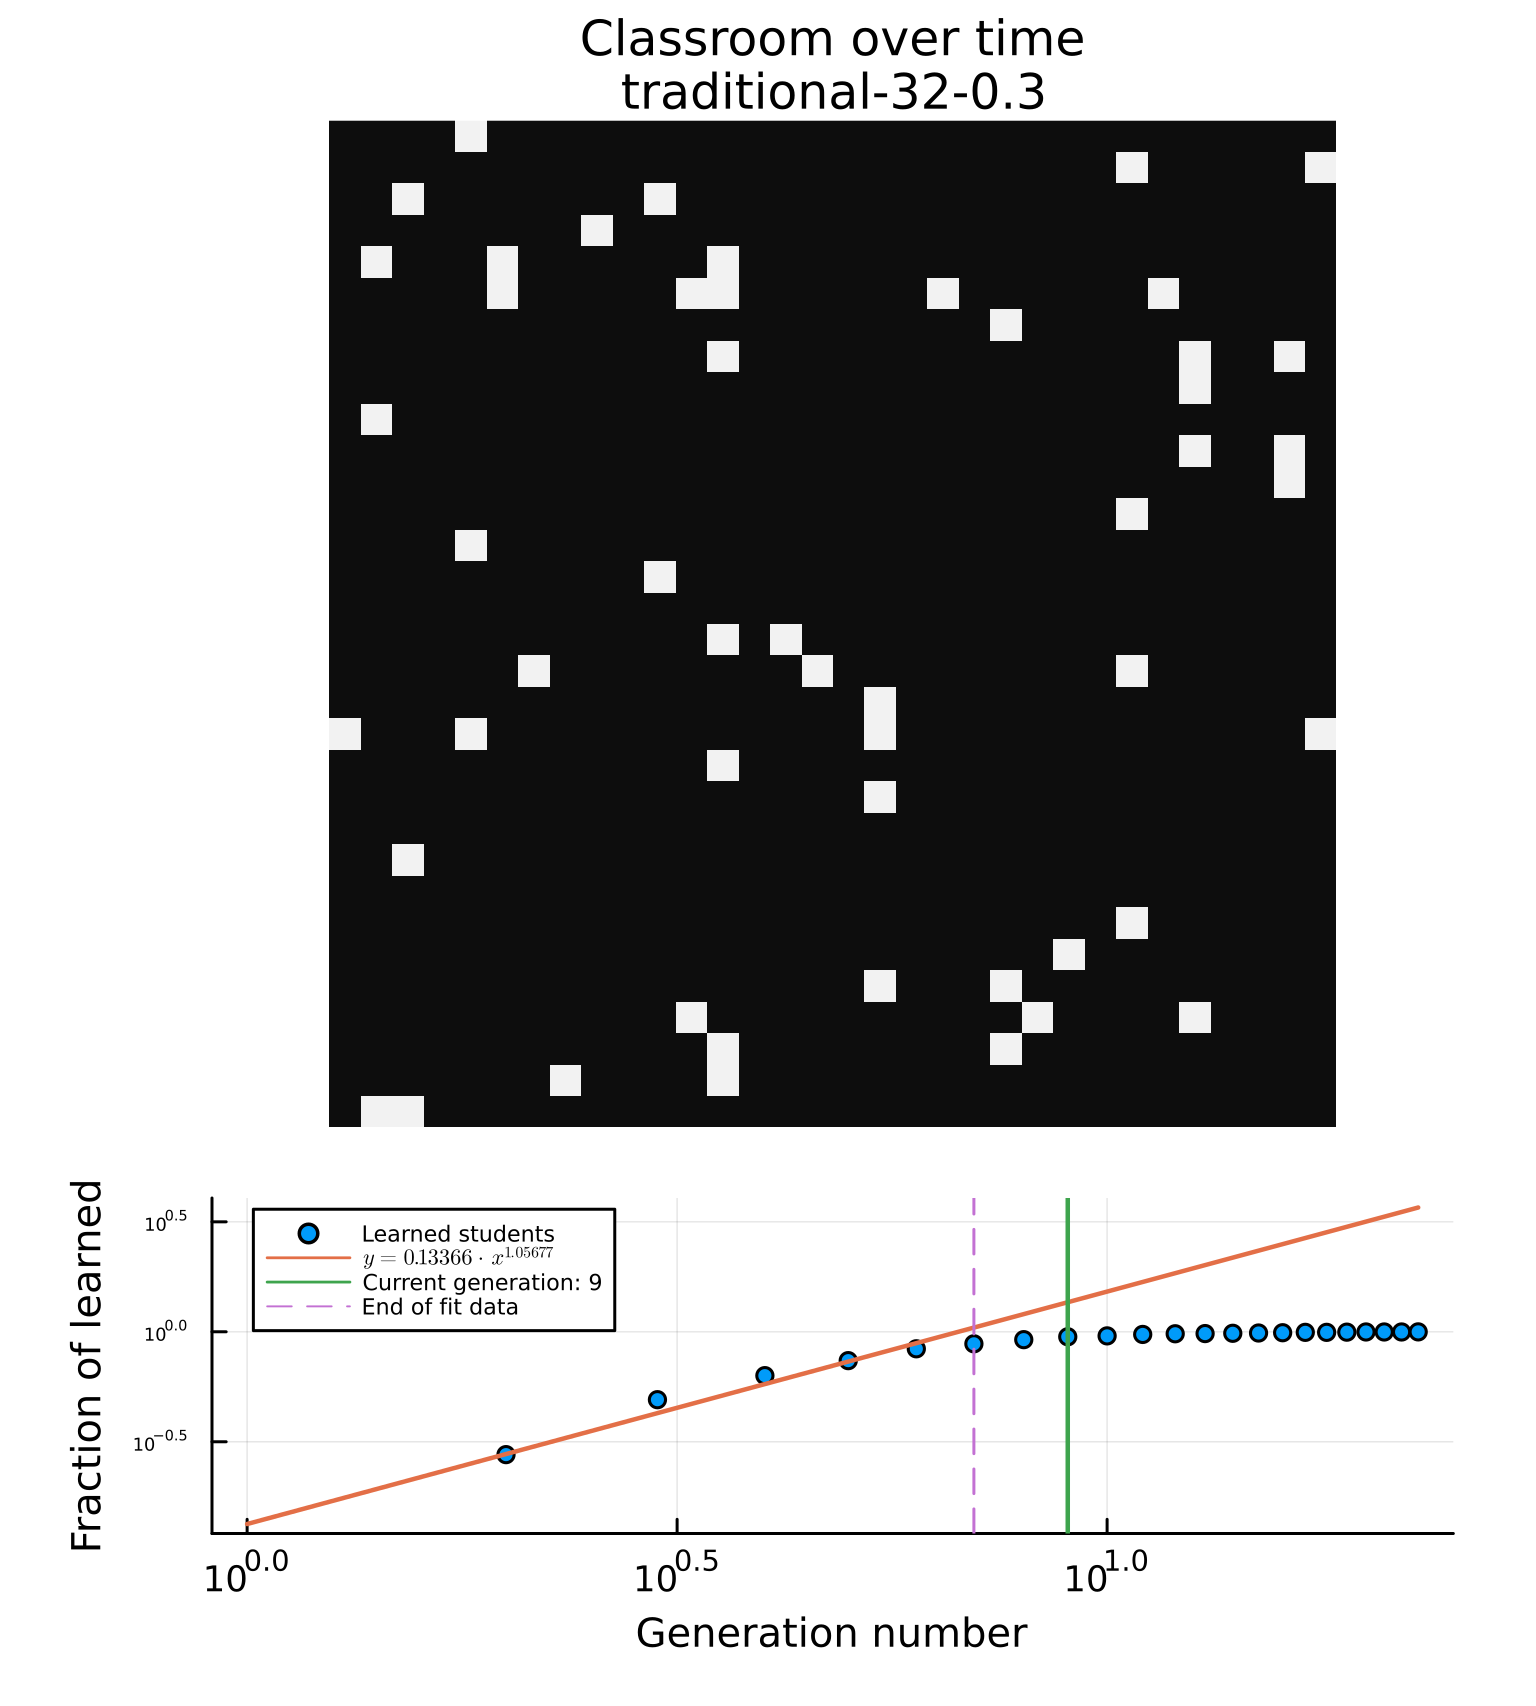 Classroom over time
traditional-32-0.3
Fraction of learned
10^0.5
10^0.0
10^−0.5
Learned students
y = 0.13366 · x^1.05677
Current generation: 9
End of fit data
10^0.0 10^0.5 10^1.0
Generation number